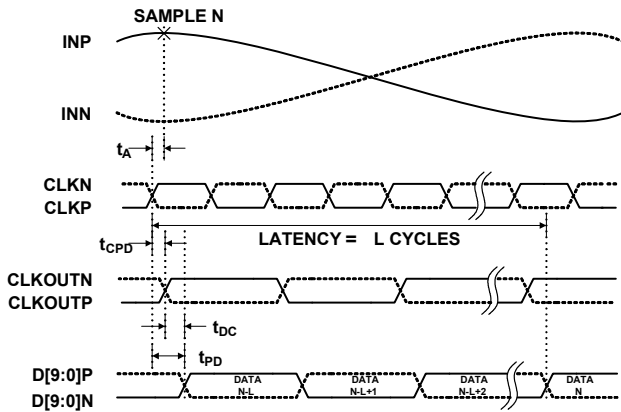 SAMPLE N
INP
INN
tA
CLKN
CLKP
LATENCY = L CYCLES
tCPD
CLKOUTN
CLKOUTP
tDC
tPD
D[9:0]P
D[9:0]N
DATA
N-L
DATA
N-L+1
DATA
N-L+2
DATA
N